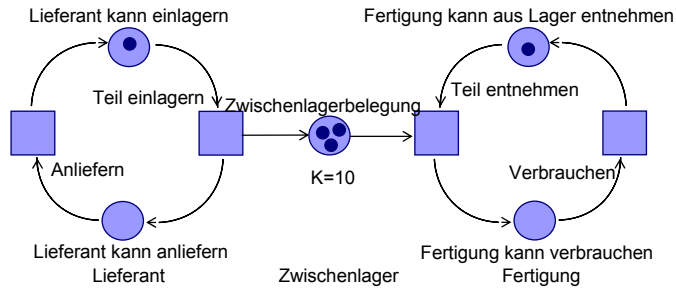 Lieferant kann einlagern
Fertigung kann aus Lager entnehmen
Teil einlagern
Zwischenlagerbelegung
Teil entnehmen
Anliefern
K=10
Verbrauchen
Lieferant kann anliefern
Fertigung kann verbrauchen
Lieferant
Zwischenlager
Fertigung